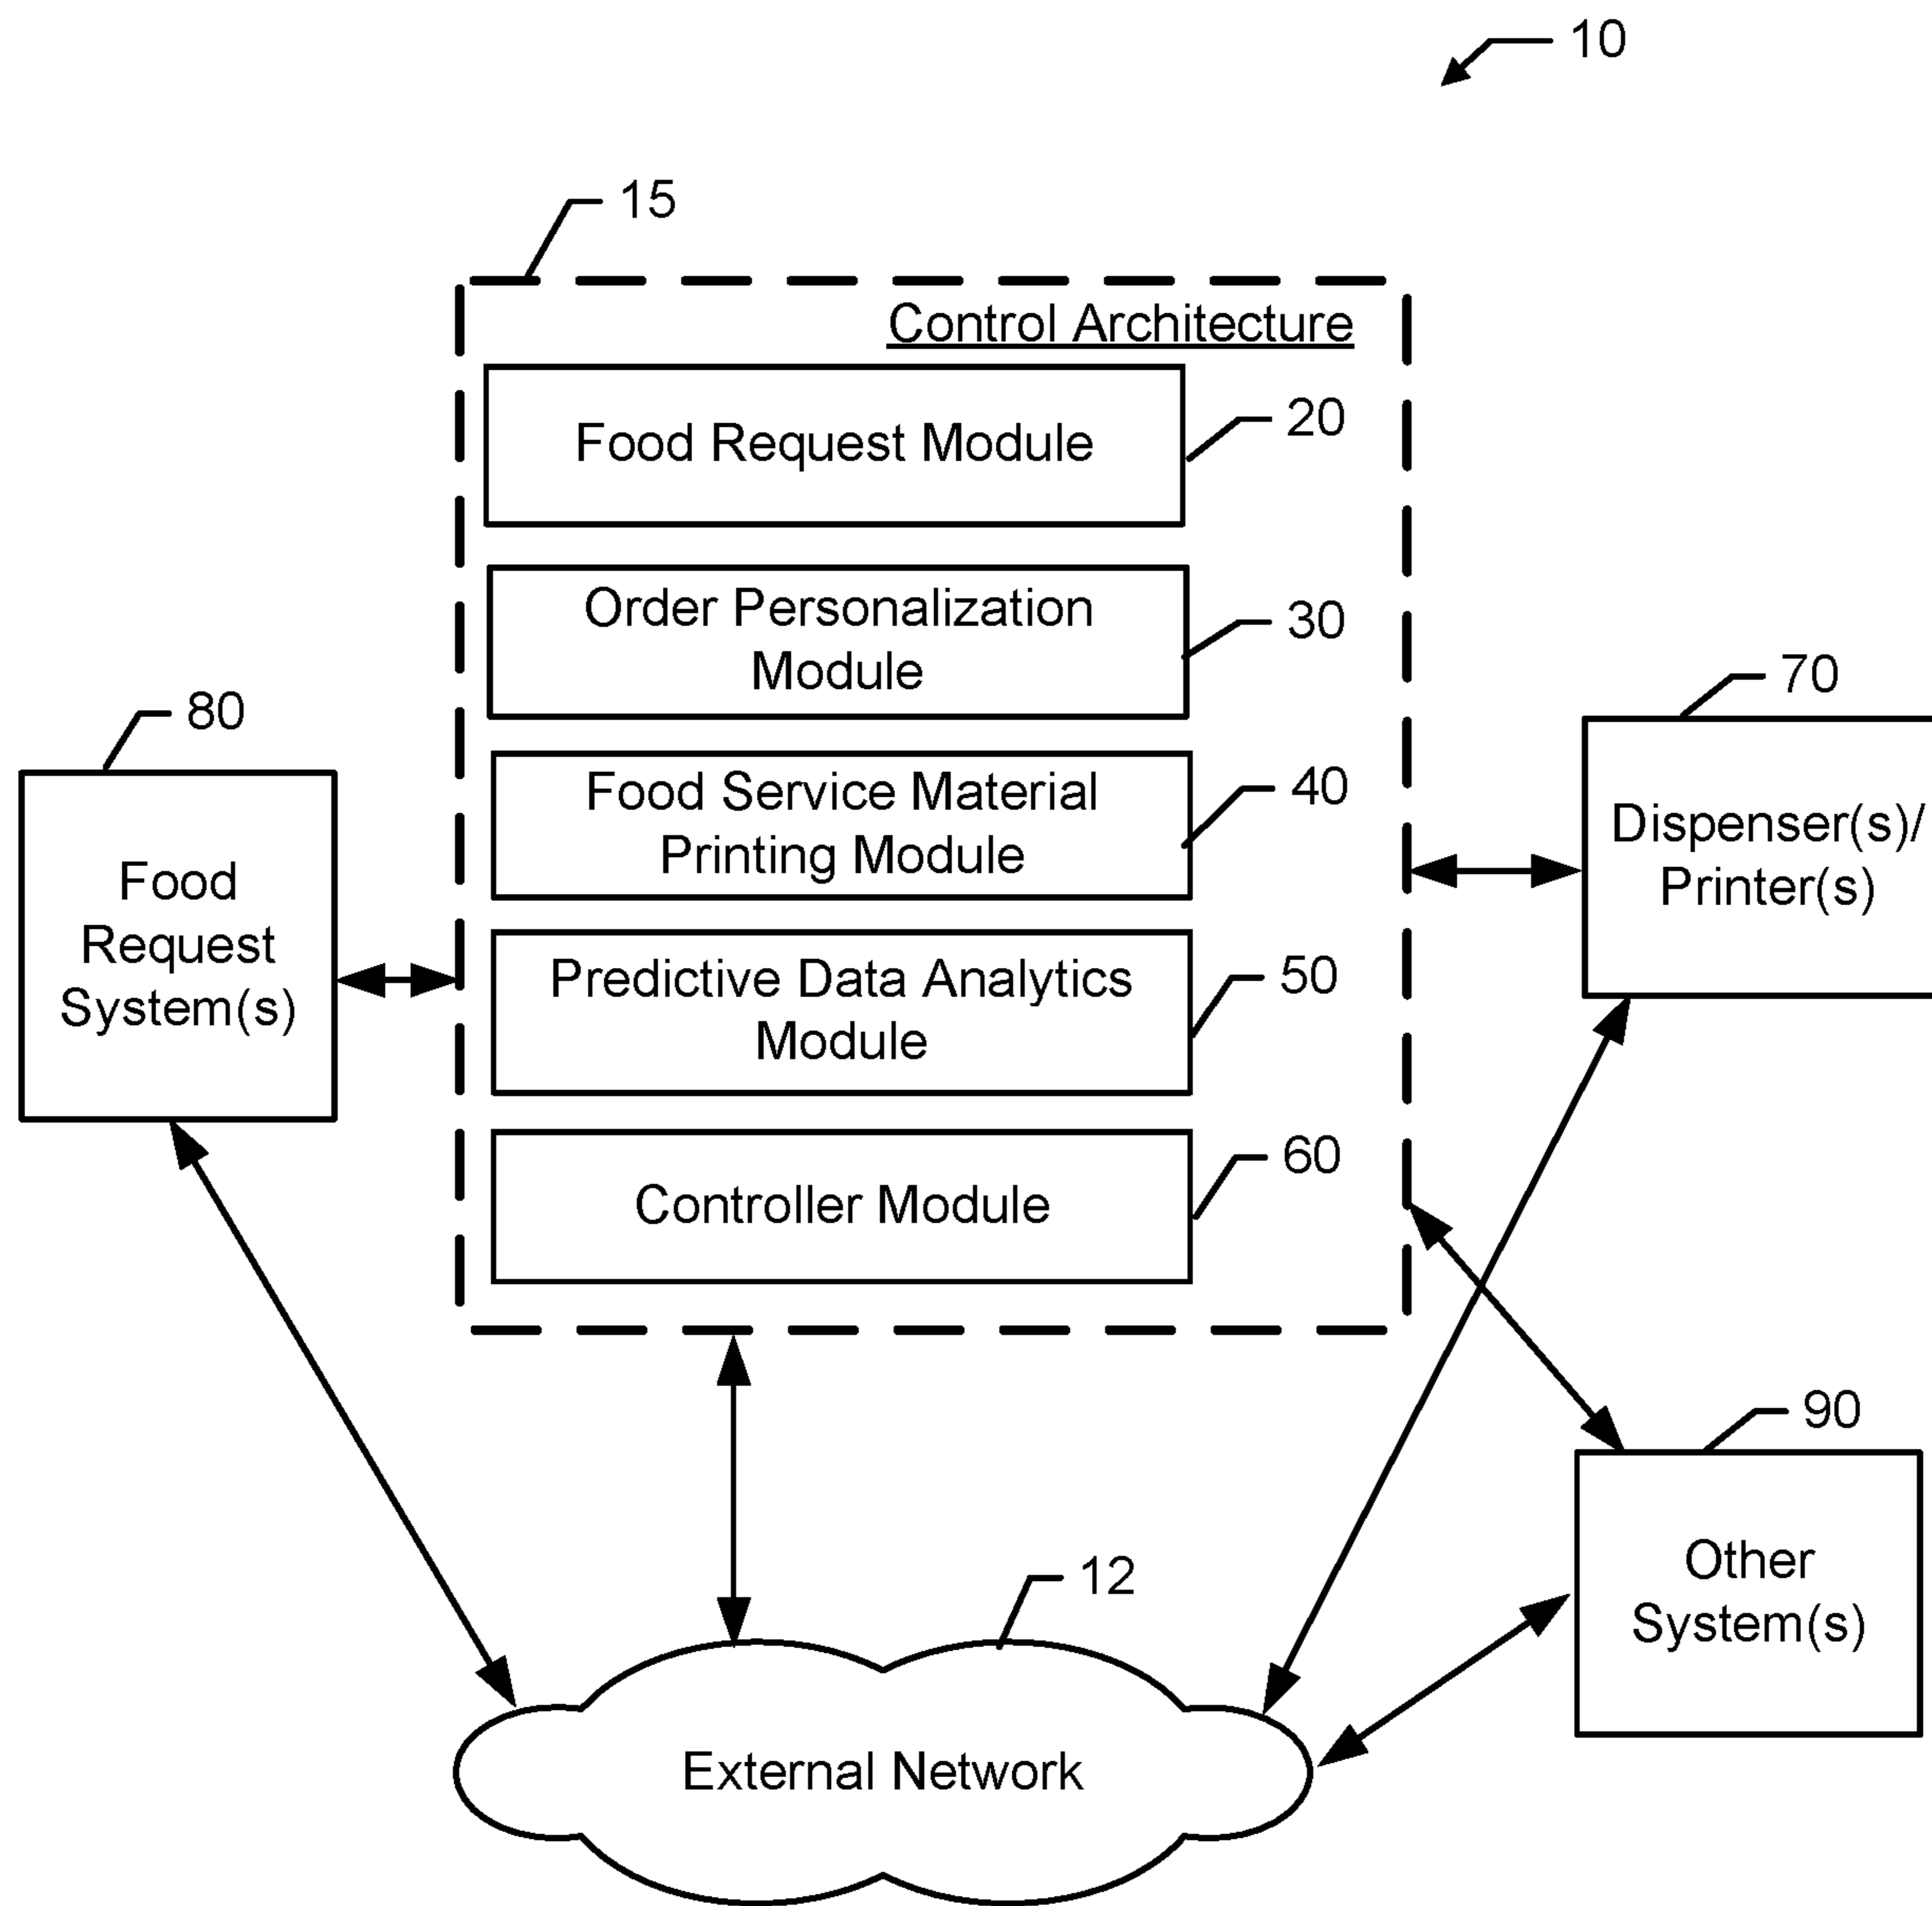 10
15
Control Architecture
Food Request Module
20
Order Personalization
Module
30
Food Service Material
Printing Module
40
Predictive Data Analytics
Module
50
Controller Module
60
80
Food
Request
System(s)
70
Dispenser(s)/
Printer(s)
90
Other
System(s)
12
External Network